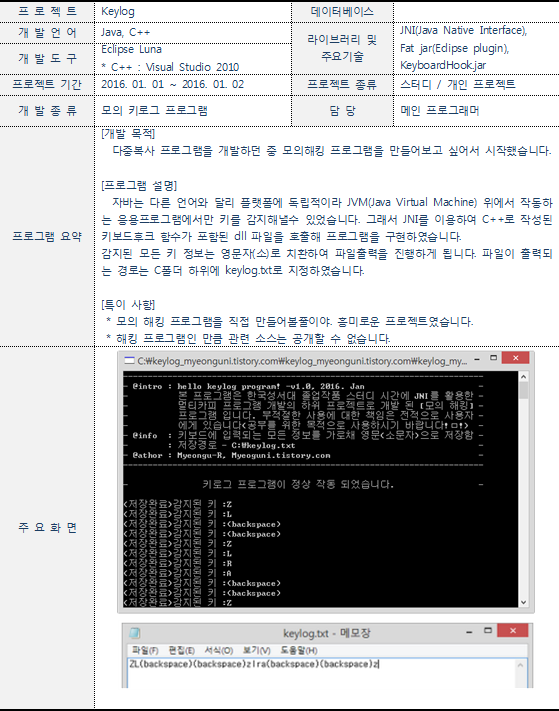 프 로 젝 트 Keylog 데이터베이스
개 발 언 어 Java, C++ 라이브러리 및 주요기술 JNI(Java Native Interface),
Fat jar(Edipse plugin),
KeyboardHook.jar
개 발 도 구 Eclipse Luna
* C++ : Visual Studio 2010
프로젝트 기간 2016. 01. 01 ~ 2016. 01. 02 프로젝트 종류 스터디 / 개인 프로젝트
개 발 종 류 모의 키로그 프로그램 담 당 메인 프로그래머
프로그램 요약
[개발 목적]
다중복사 프로그램을 개발하던 중 모의해킹 프로그램을 만들어보고 싶어서 시작했습니다.
[프로그램 설명]
자바는 다른 언어와 달리 플랫폼에 독립적이라 JVM(Java Virtual Machine) 위에서 작동하
는 응용프로그램에서만 키를 감지해낼수 있었습니다. 그래서 JNI를 이용하여 C++로 작성된
키보드후크 함수가 포함된 dll 파일을 호출해 프로그램을 구현하였습니다.
감지된 모든 키 정보는 영문자(소)로 치환하여 파일출력을 진행하게 됩니다. 파일이 출력되
는 경로는 C폴더 하위에 keylog.txt로 지정하였습니다.
[특이 사항]
* 모의 해킹 프로그램을 직접 만들어봄풀이야. 흥미로운 프로젝트였습니다.
* 해킹 프로그램인 만큼 관련 소스는 공개할 수 없습니다.
주 요 화 면
C:₩keylog_myeonguni.tistory.com₩keylog_myeonguni.tistory.com₩keylog_my...
- @intro : hello keylog program! -v1.0, 2016. Jan -
본 프로그램은 한국성서대 졸업작품 스터디 시간에 JNI를 활용한
멀티카피 프로그램 개발의 하위 프로젝트로 개발 된 [모의 해킹]
프로그램 입니다. 부적절한 사용에 대한 책임은 전적으로 사용자
에게 있습니다<공부를 위한 목적으로 사용하시기 바랍니다!ㅁ!>
- @info : 키보드에 입력되는 모든 정보를 가로채 영문<소문자>으로 저장함
: 저장경로 - C:₩keylog.txt
- @athor : Myeongu-R, Myeoguni.tistory.com
- 키로그 프로그램이 정상 작동 되었습니다. -
<저장완료>감지된 키 :Z
<저장완료>감지된 키 :L
<저장완료>감지된 키 :(backspace)
<저장완료>감지된 키 :(backspace)
<저장완료>감지된 키 :Z
<저장완료>감지된 키 :L
<저장완료>감지된 키 :R
<저장완료>감지된 키 :A
<저장완료>감지된 키 :(backspace)
<저장완료>감지된 키 :(backspace)
<저장완료>감지된 키 :Z
keylog.txt - 메모장
파일(F) 편집(E) 서식(O) 보기(V) 도움말(H)
ZL(backspace)(backspace)zlra(backspace)(backspace)z